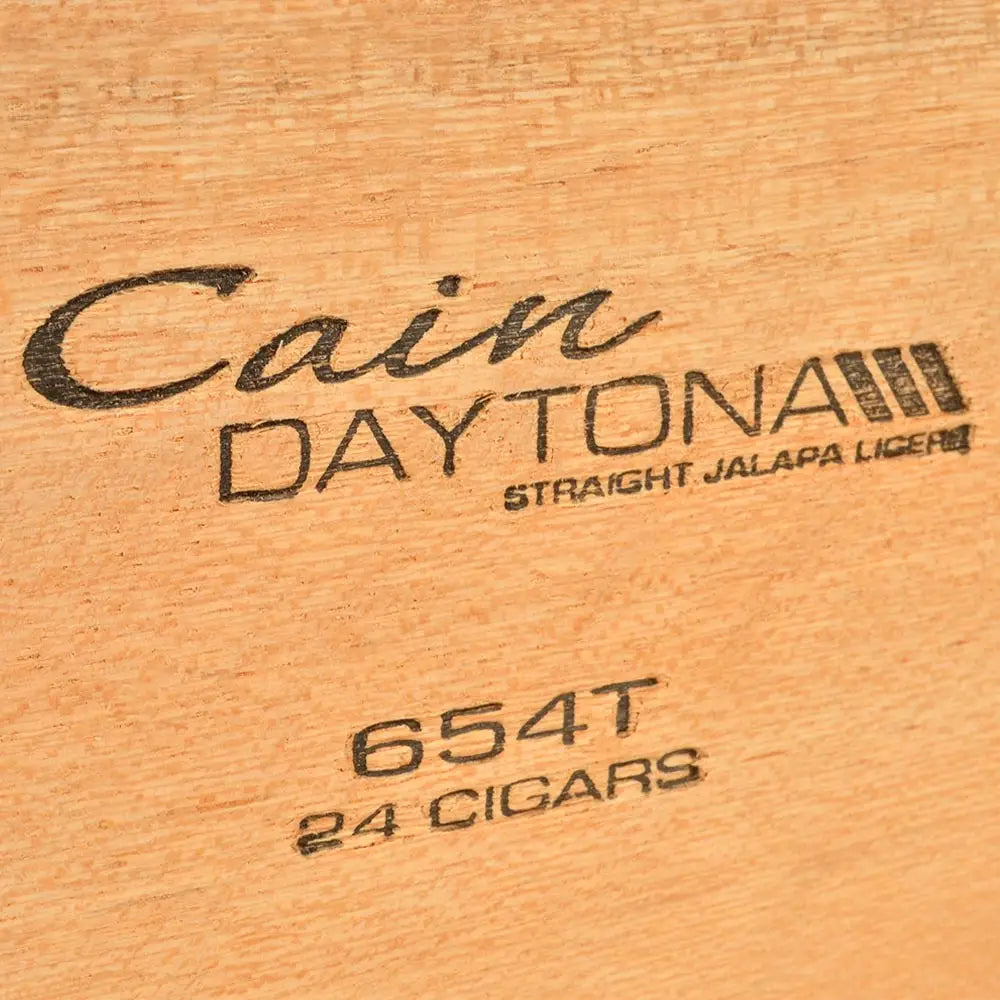 Cain
DAYTONA
STRAIGHT JALAPA LIGERO
654T
24 CIGARS